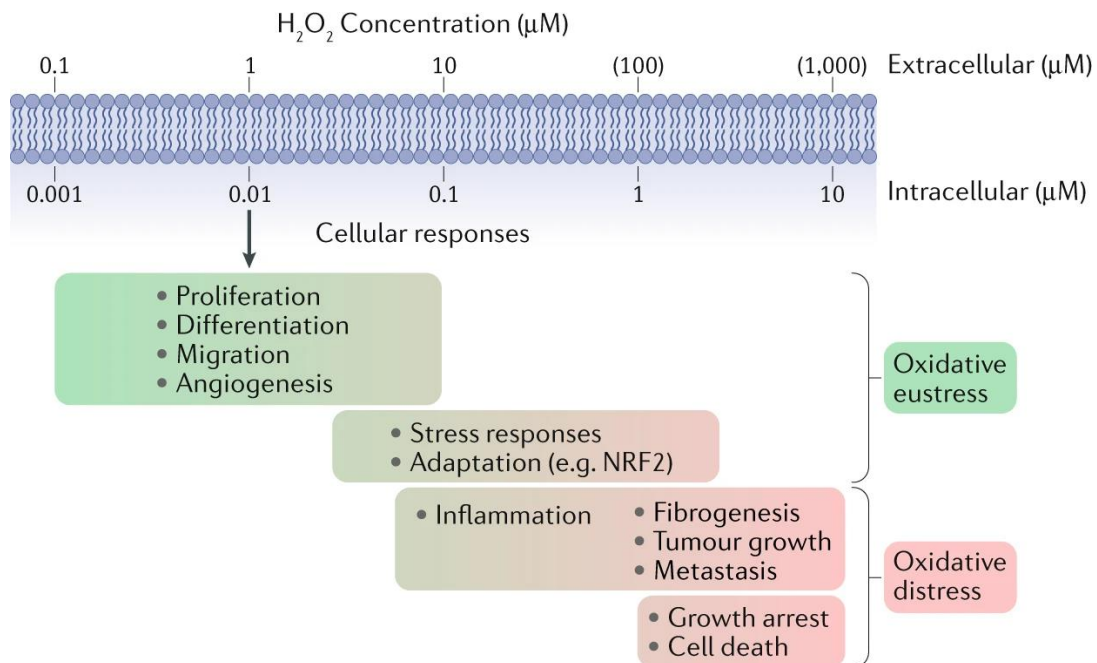 H₂O₂ Concentration (μM)
0.1 1 10 (100) (1,000) Extracellular (μM)
0.001 0.01 0.1 1 10 Intracellular (μM)
Cellular responses
• Proliferation
• Differentiation
• Migration
• Angiogenesis
Oxidative
eustress
• Stress responses
• Adaptation (e.g. NRF2)
• Inflammation
• Fibrogenesis
• Tumour growth
• Metastasis
Oxidative
distress
• Growth arrest
• Cell death